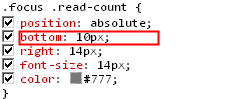 .focus .read-count {
position: absolute;
bottom: 10px;
right: 14px;
font-size: 14px;
color: #777;
}